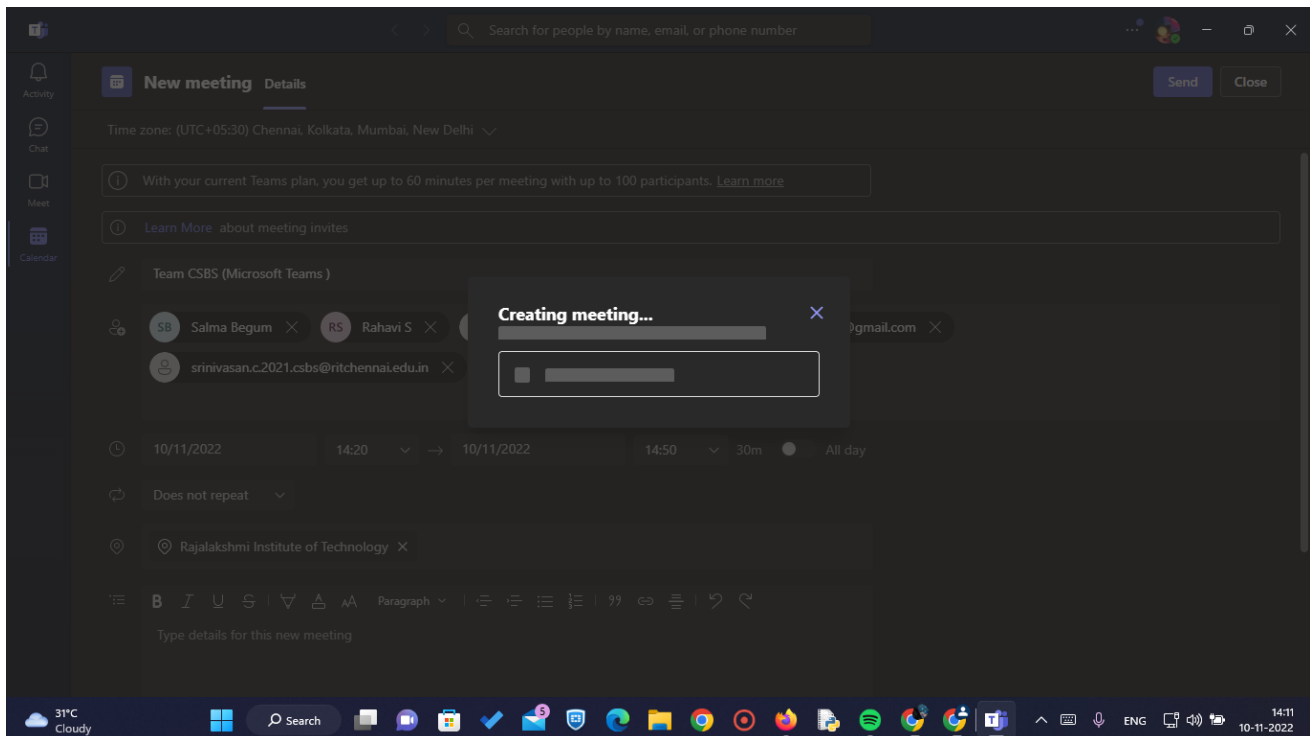 Search for people by name, email, or phone number
Activity
Chat
Meet
Calendar
New meeting Details
Send Close
Time zone: (UTC+05:30) Chennai, Kolkata, Mumbai, New Delhi
With your current Teams plan, you get up to 60 minutes per meeting with up to 100 participants. Learn more
Learn More about meeting invites
Team CSBS (Microsoft Teams )
Creating meeting...
SB Salma Begum RS Rahavi S @gmail.com
srinivasan.c.2021.csbs@ritchennai.edu.in
10/11/2022 14:20 → 10/11/2022 14:50 30m All day
Does not repeat
Rajalakshmi Institute of Technology
B I U S A AA Paragraph
Type details for this new meeting
31°C
Cloudy
Search
5
ENG
14:11
10-11-2022